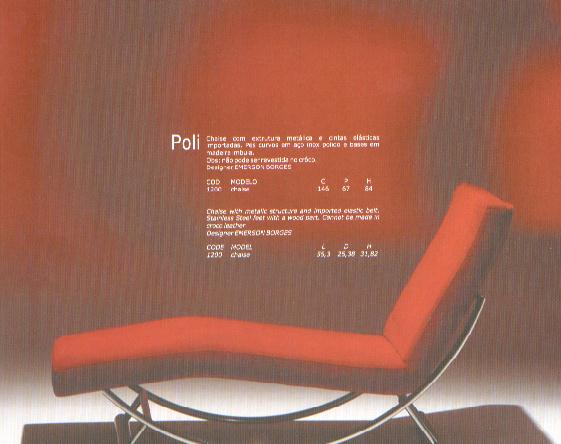 Poli
Chaise com extrutura metálica e cintas elásticas
importadas. Pés curvos em aço inox polido e bases em
madeira imbuia.
Obs: não pode ser revestida no cróco.
Designer EMERSON BORGES
COD MODELO C P H
1200 chaise 146 67 84
Chaise with metallic structure and imported elastic belt.
Stainless Steel feet with a wood part. Cannot be made in
croco leather
Designer EMERSON BORGES
CODE MODEL L D H
1200 chaise 55,3 25,38 31,82